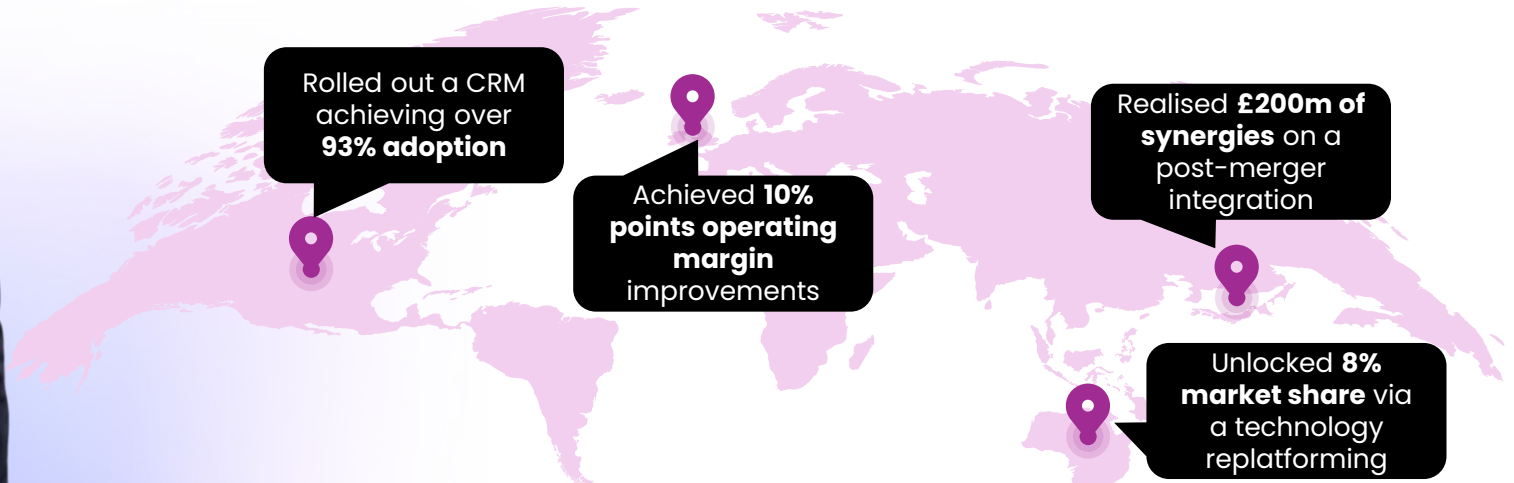 Rolled out a CRM
achieving over
93% adoption
Achieved 10%
points operating
margin
improvements
Realised £200m of
synergies on a
post-merger
integration
Unlocked 8%
market share via
a technology
replatforming